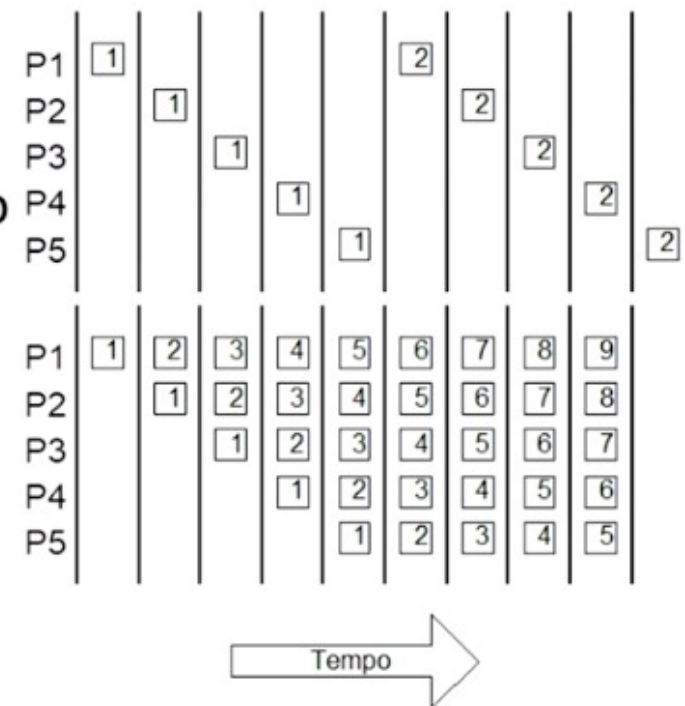 P1 1 2
P2 1 2
P3 1 2
P4 1 2
P5 1 2
P1 1 2 3 4 5 6 7 8 9
P2 1 2 3 4 5 6 7 8
P3 1 2 3 4 5 6 7
P4 1 2 3 4 5 6
P5 1 2 3 4 5
Tempo